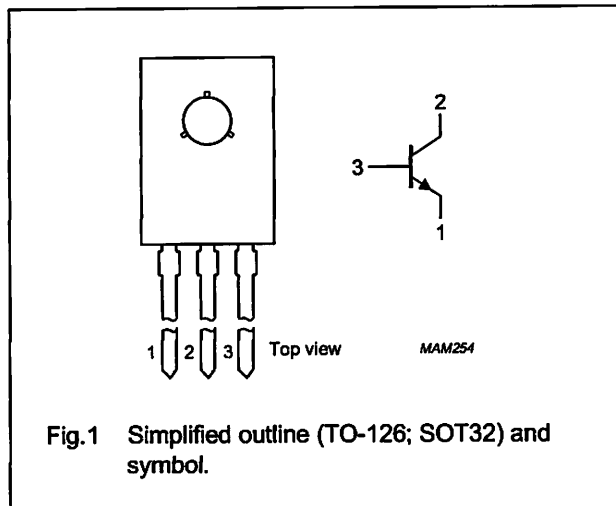 2
3
1
1 2 3 Top view MAM254
Fig.1 Simplified outline (TO-126; SOT32) and
symbol.